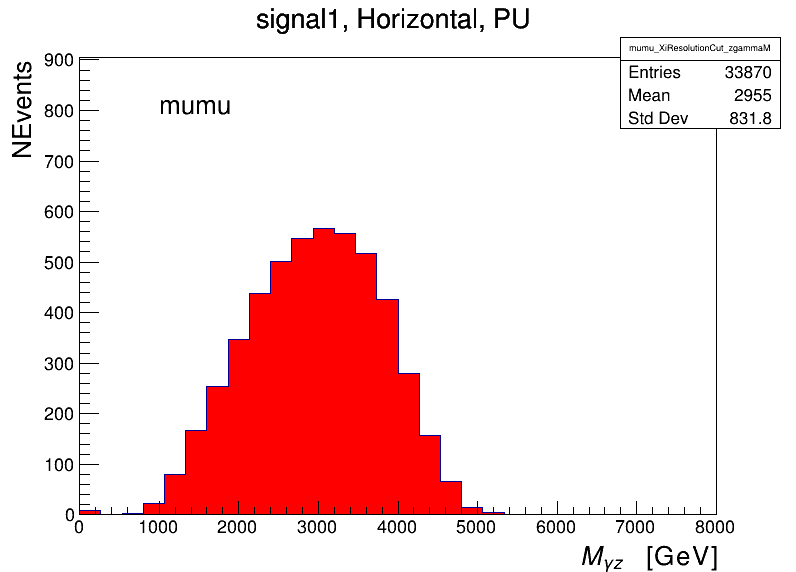 signal1, Horizontal, PU
mumu_XiResolutionCut_zgammaM
Entries 33870
Mean 2955
Std Dev 831.8
NEvents
mumu
900
800
700
600
500
400
300
200
100
0
0 1000 2000 3000 4000 5000 6000 7000 8000
Mγz [GeV]